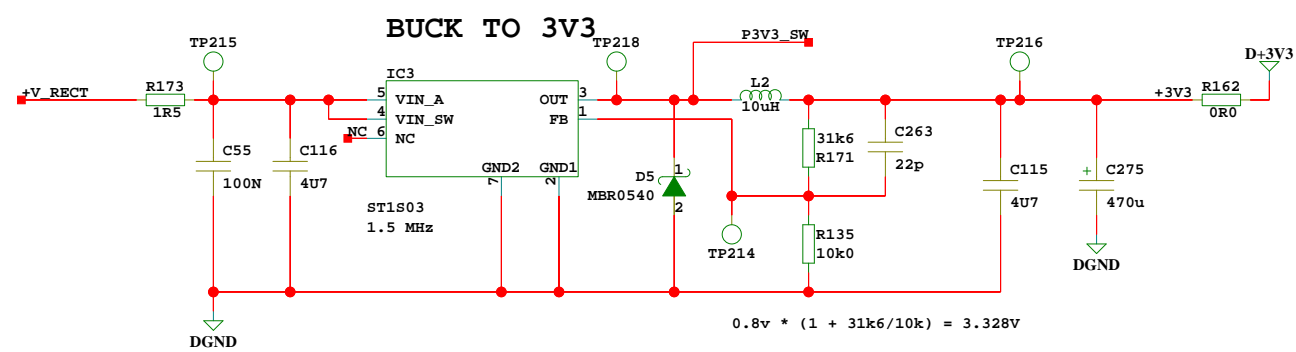 BUCK TO 3V3
TP215
TP218
P3V3_SW
TP216
D+3V3
+V_RECT
R173
1R5
IC3
5
VIN_A
4
VIN_SW
NC
6
NC
OUT
3
FB
1
GND2
7
GND1
2
L2
10uH
+3V3
R162
0R0
C55
100N
C116
4U7
ST1S03
1.5 MHz
D5
MBR0540
1
2
31k6
R171
C263
22p
C115
4U7
+
C275
470u
TP214
R135
10k0
DGND
DGND
0.8v * (1 + 31k6/10k) = 3.328V